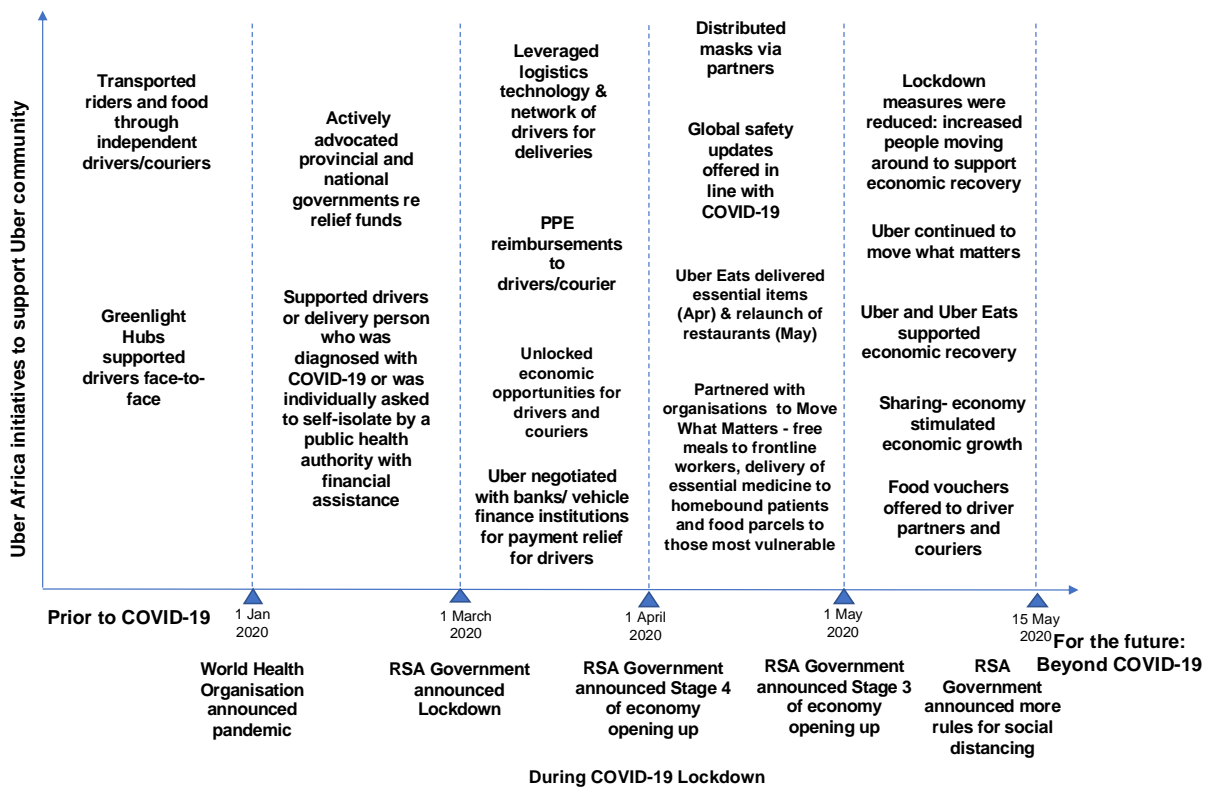 Uber Africa initiatives to support Uber community
Transported
riders and food
through
independent
drivers/couriers
Greenlight
Hubs
supported
drivers face-to-
face
Actively
advocated
provincial and
national
governments re
relief funds
Supported drivers
or delivery person
who was
diagnosed with
COVID-19 or was
individually asked
to self-isolate by a
public health
authority with
financial
assistance
Leveraged
logistics
technology &
network of
drivers for
deliveries
PPE
reimbursements
to
drivers/courier
Unlocked
economic
opportunities for
drivers and
couriers
Uber negotiated
with banks/ vehicle
finance institutions
for payment relief
for drivers
Distributed
masks via
partners
Global safety
updates
offered in
line with
COVID-19
Uber Eats delivered
essential items
(Apr) & relaunch of
restaurants (May)
Partnered with
organisations to Move
What Matters - free
meals to frontline
workers, delivery of
essential medicine to
homebound patients
and food parcels to
those most vulnerable
Lockdown
measures were
reduced: increased
people moving
around to support
economic recovery
Uber continued to
move what matters
Uber and Uber Eats
supported
economic recovery
Sharing- economy
stimulated
economic growth
Food vouchers
offered to driver
partners and
couriers
Prior to COVID-19
1 Jan
2020
1 March
2020
1 April
2020
1 May
2020
15 May
2020
For the future:
Beyond COVID-19
World Health
Organisation
announced
pandemic
RSA Government
announced
Lockdown
RSA Government
announced Stage 4
of economy
opening up
RSA Government
announced Stage 3
of economy
opening up
RSA
Government
announced more
rules for social
distancing
During COVID-19 Lockdown